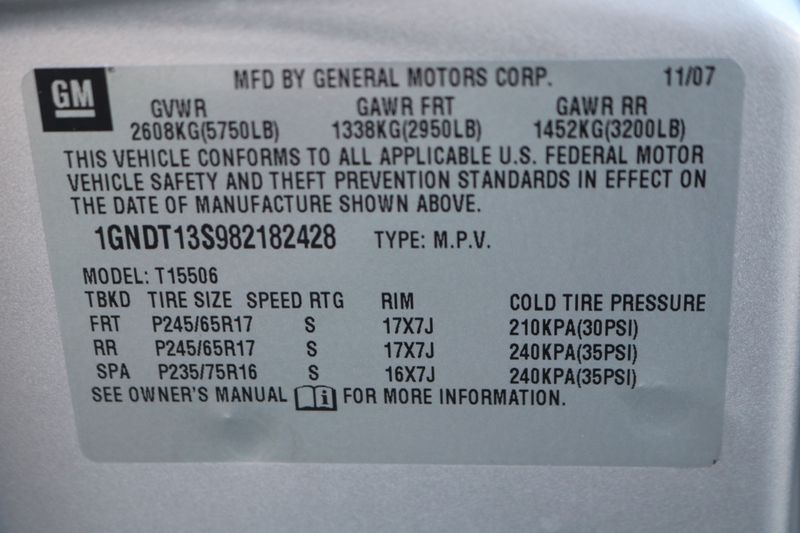 GM MFD BY GENERAL MOTORS CORP. 11/07
GVWR GAWR FRT GAWR RR
2608KG(5750LB) 1338KG(2950LB) 1452KG(3200LB)
THIS VEHICLE CONFORMS TO ALL APPLICABLE U.S. FEDERAL MOTOR
VEHICLE SAFETY AND THEFT PREVENTION STANDARDS IN EFFECT ON
THE DATE OF MANUFACTURE SHOWN ABOVE.
1GNDT13S982182428 TYPE: M.P.V.
MODEL: T15506
TBKD TIRE SIZE SPEED RTG RIM COLD TIRE PRESSURE
FRT P245/65R17 S 17X7J 210KPA(30PSI)
RR P245/65R17 S 17X7J 240KPA(35PSI)
SPA P235/75R16 S 16X7J 240KPA(35PSI)
SEE OWNER'S MANUAL i FOR MORE INFORMATION.